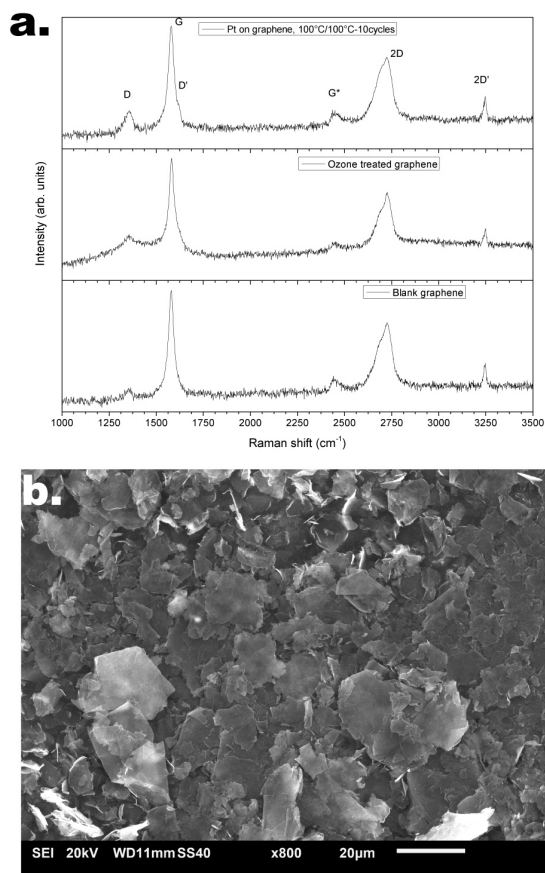 a.
Pt on graphene, 100°C/100°C-10cycles
G
D
D'
G*
2D
2D'
Ozone treated graphene
Blank graphene
Intensity (arb. units)
1000 1250 1500 1750 2000 2250 2500 2750 3000 3250 3500
Raman shift (cm⁻¹)
b.
SEI 20kV WD11mm SS40 x800 20µm